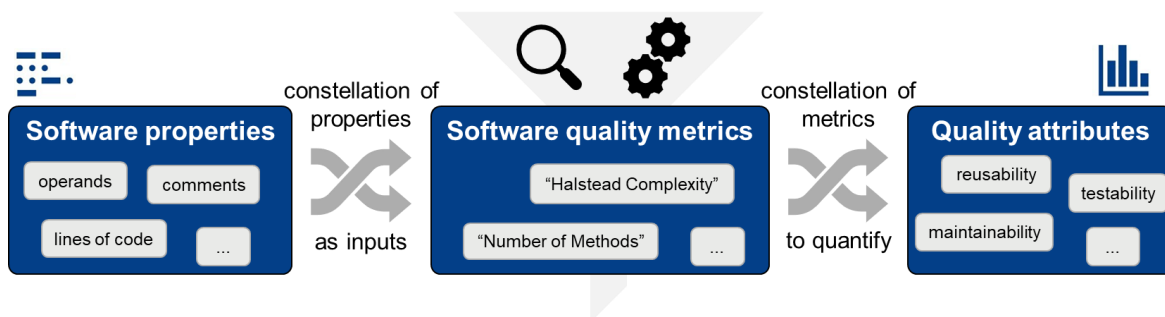 Software properties
operands
comments
lines of code
...
constellation of
properties
as inputs
Software quality metrics
“Halstead Complexity”
“Number of Methods”
...
constellation of
metrics
to quantify
Quality attributes
reusability
testability
maintainability
...